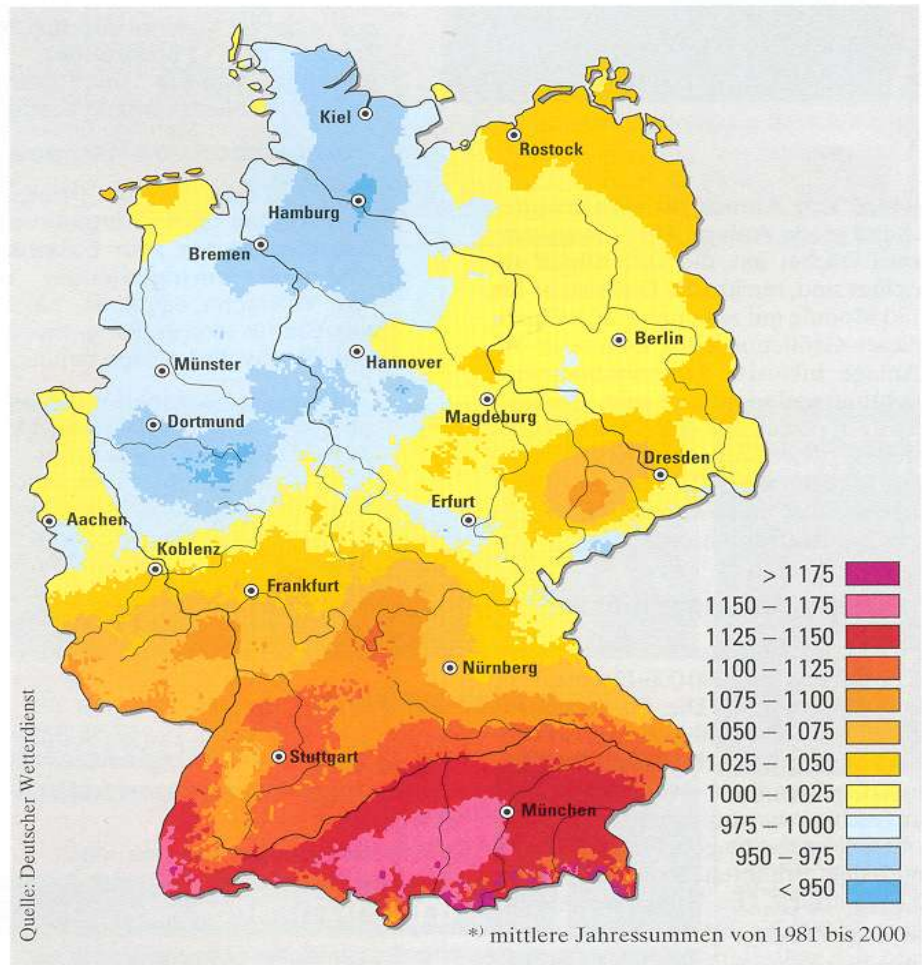 Kiel
Rostock
Hamburg
Bremen
Berlin
Hannover
Münster
Magdeburg
Dortmund
Dresden
Erfurt
Aachen
Koblenz
Frankfurt
Nürnberg
Stuttgart
München
> 1175
1150 – 1175
1125 – 1150
1100 – 1125
1075 – 1100
1050 – 1075
1025 – 1050
1000 – 1025
975 – 1000
950 – 975
< 950
*) mittlere Jahressummen von 1981 bis 2000
Quelle: Deutscher Wetterdienst